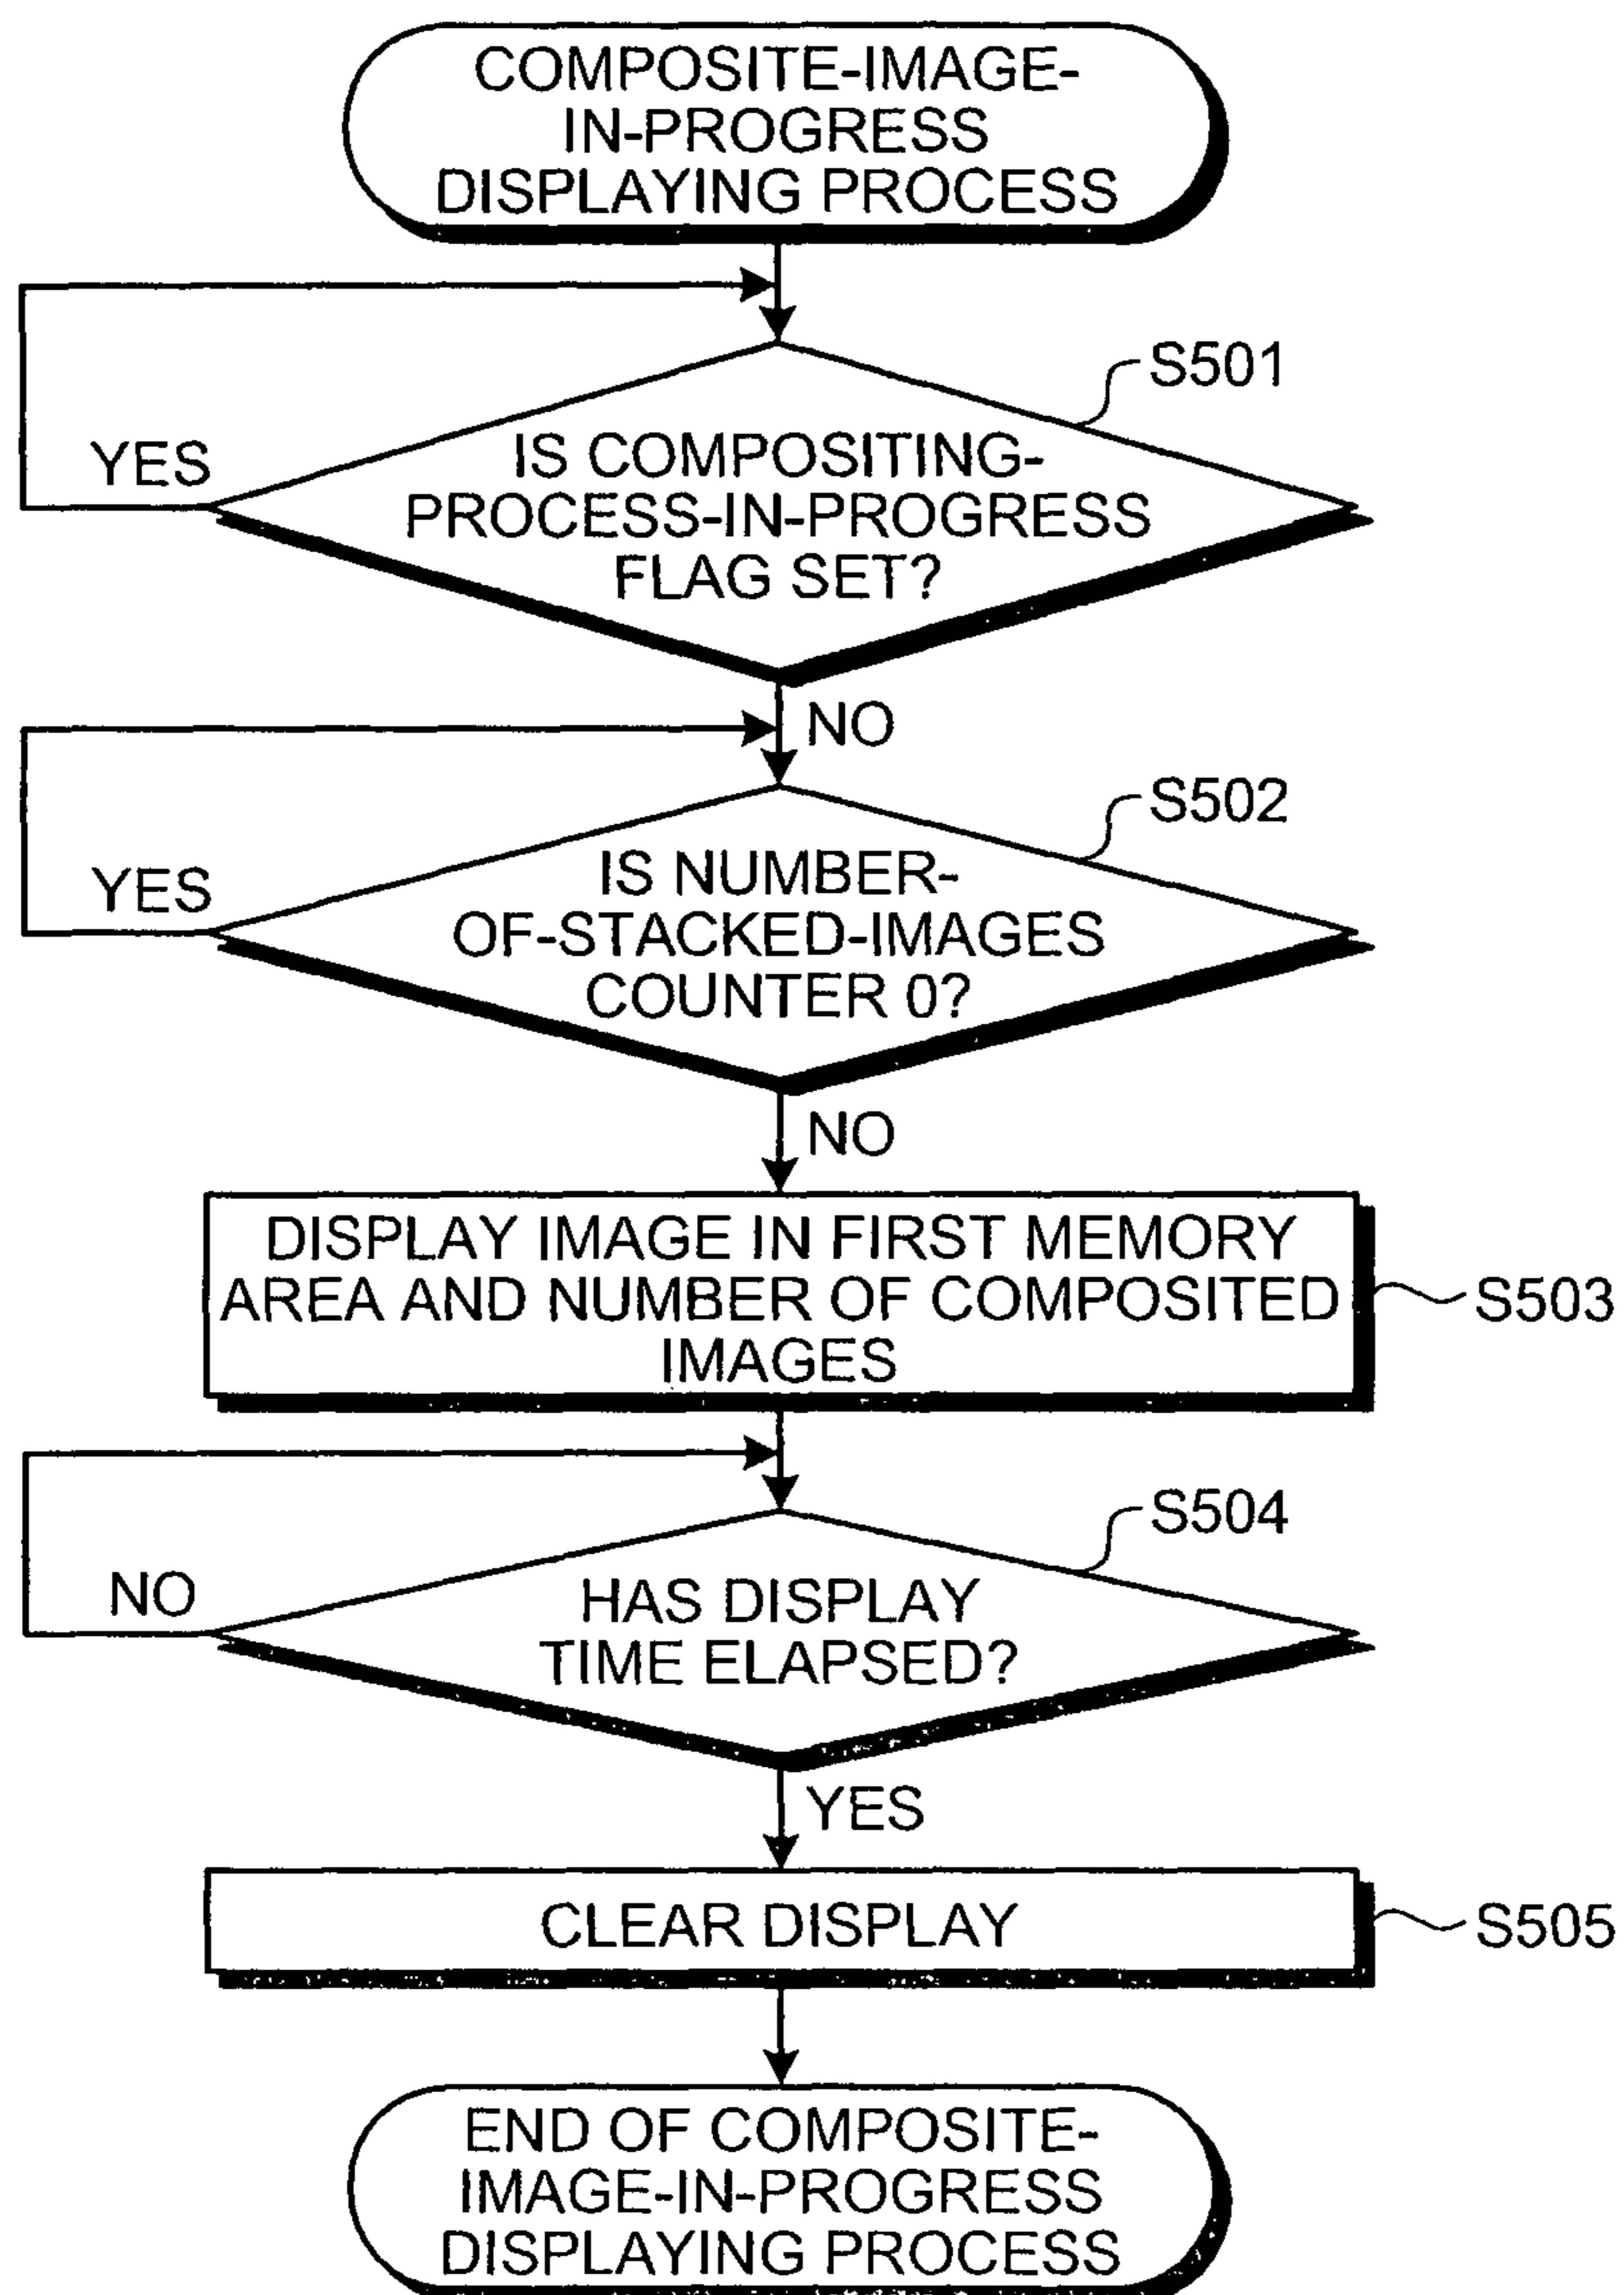 COMPOSITE-IMAGE-
IN-PROGRESS
DISPLAYING PROCESS
S501
YES
IS COMPOSITING-
PROCESS-IN-PROGRESS
FLAG SET?
NO
S502
YES
IS NUMBER-
OF-STACKED-IMAGES
COUNTER 0?
NO
DISPLAY IMAGE IN FIRST MEMORY
AREA AND NUMBER OF COMPOSITED
IMAGES
S503
S504
NO
HAS DISPLAY
TIME ELAPSED?
YES
CLEAR DISPLAY
S505
END OF COMPOSITE-
IMAGE-IN-PROGRESS
DISPLAYING PROCESS